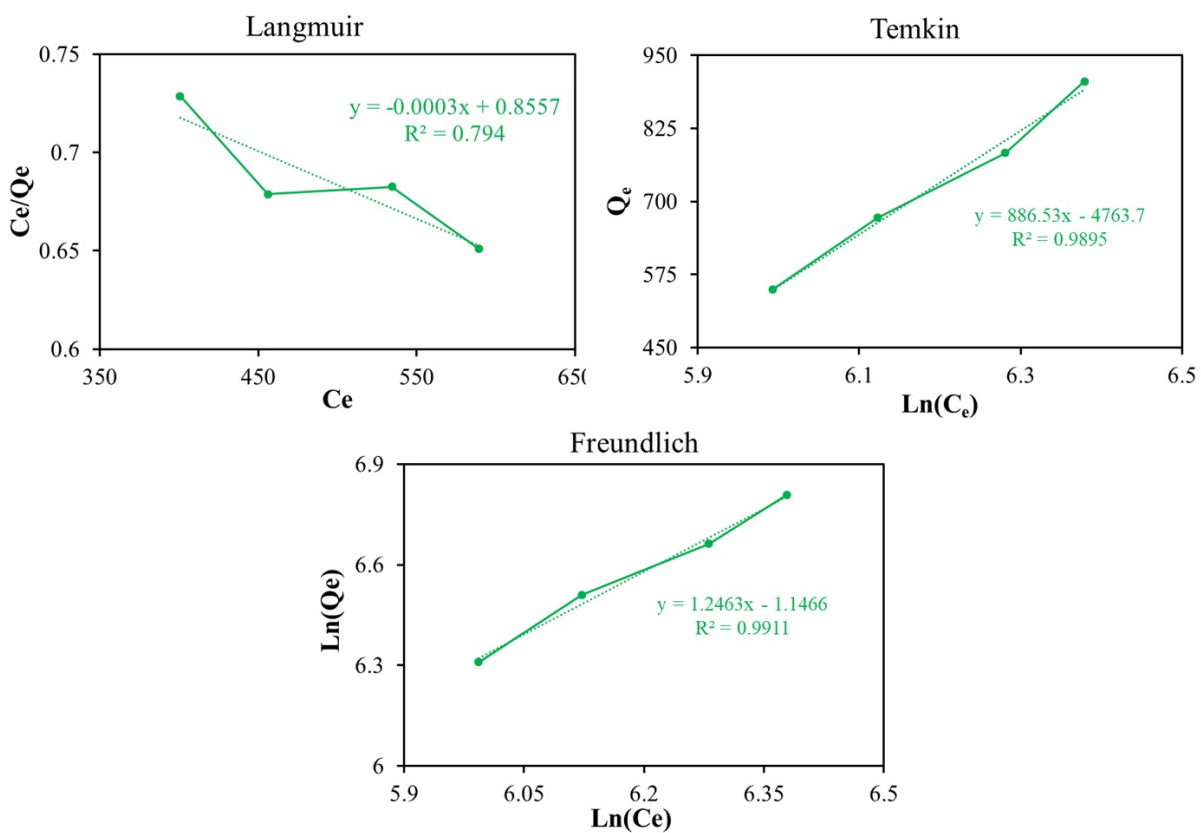 Langmuir
0.75
0.7
0.65
0.6
y = -0.0003x + 0.8557
R² = 0.794
Ce/Qe
350 450 550 650
Ce
Temkin
950
825
700
575
450
y = 886.53x - 4763.7
R² = 0.9895
Qₑ
5.9 6.1 6.3 6.5
Ln(Cₑ)
Freundlich
6.9
6.6
6.3
6
y = 1.2463x - 1.1466
R² = 0.9911
Ln(Qe)
5.9 6.05 6.2 6.35 6.5
Ln(Ce)